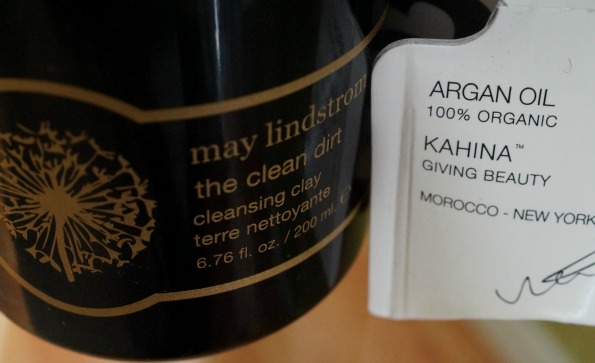 may lindstrom
the clean dirt
cleansing clay
terre nettoyante
6.76 fl. oz. / 200 ml. ℮
ARGAN OIL
100% ORGANIC
KAHINA™
GIVING BEAUTY
MOROCCO - NEW YORK